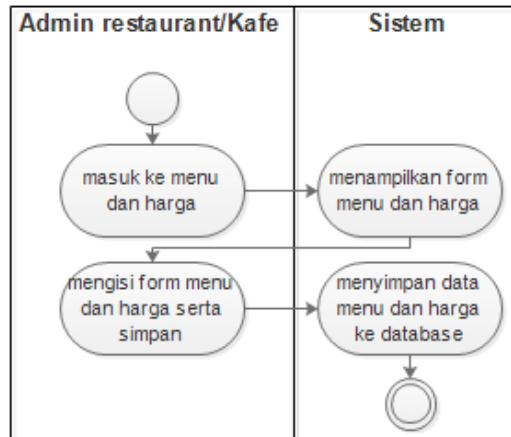 Admin restaurant/Kafe
Sistem
masuk ke menu
dan harga
menampilkan form
menu dan harga
mengisi form menu
dan harga serta
simpan
menyimpan data
menu dan harga
ke database